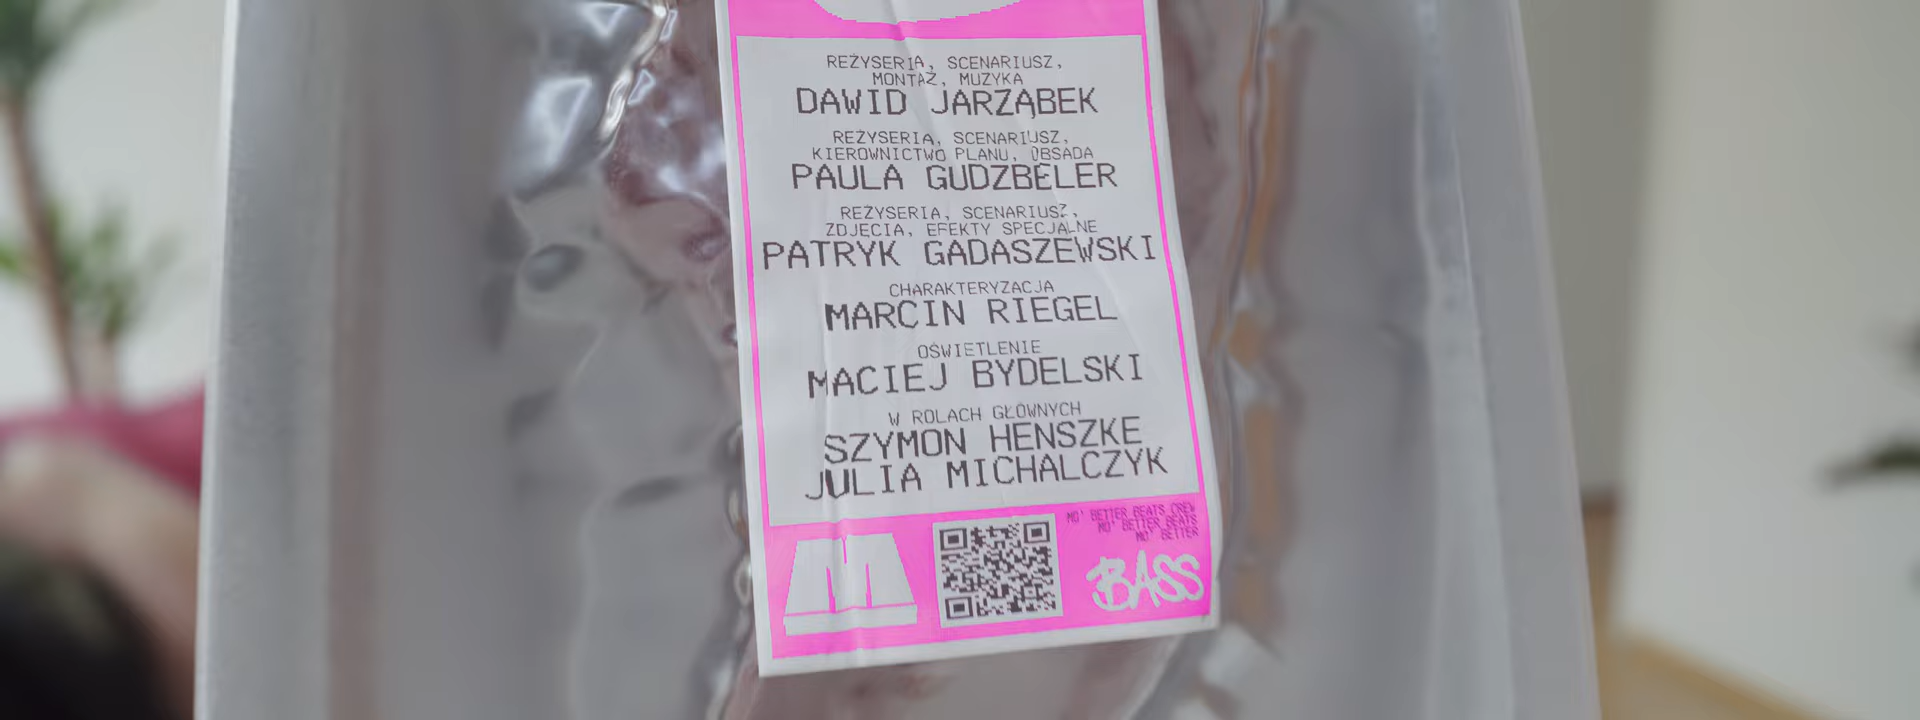 REŻYSERIA, SCENARIUSZ,
MONTAŻ, MUZYKA
DAWID JARZĄBEK
REŻYSERIA, SCENARIUSZ,
KIEROWNICTWO PLANU, OBSADA
PAULA GUDZBELER
REŻYSERIA, SCENARIUSZ,
ZDJĘCIA, EFEKTY SPECJALNE
PATRYK GADASZEWSKI
CHARAKTERYZACJA
MARCIN RIEGEL
OŚWIETLENIE
MACIEJ BYDELSKI
W ROLACH GŁÓWNYCH
SZYMON HENSZKE
JULIA MICHALCZYK
MO' BETTER BEATS CREW
MO' BETTER BEATS
MO' BETTER
BASS